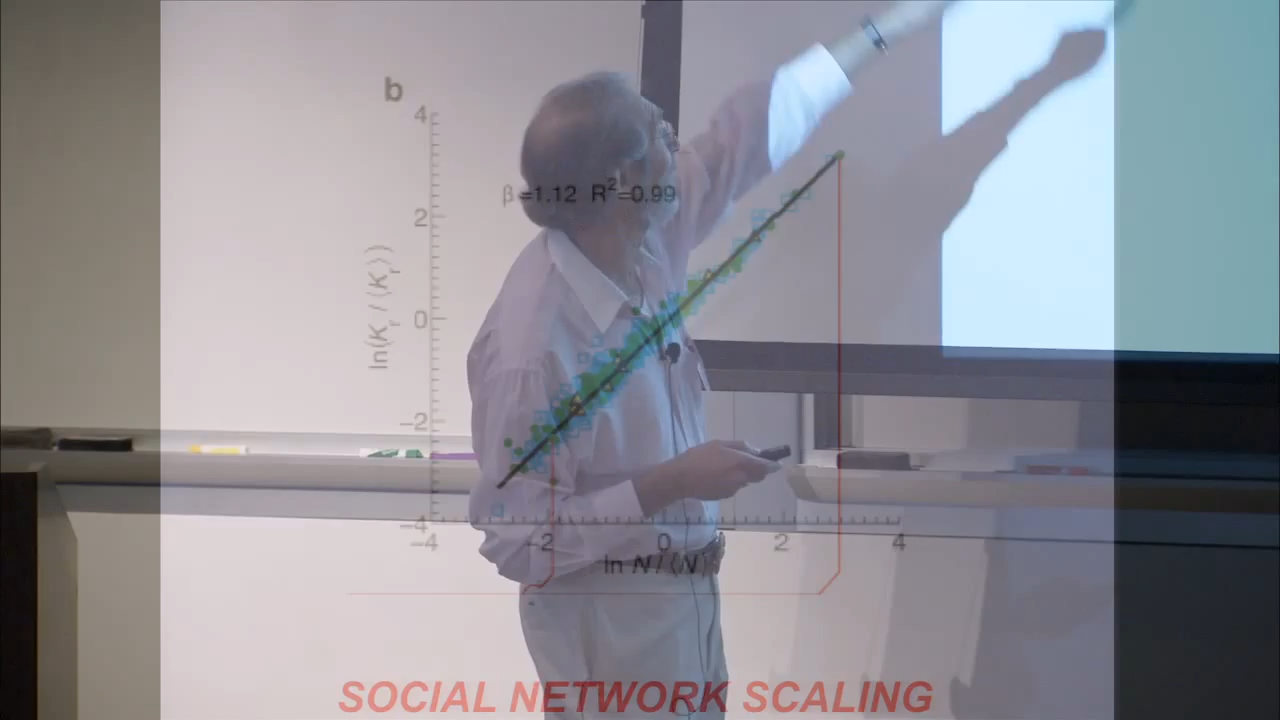 b
4
β=1.12 R²=0.99
2
ln(K_r / ⟨K_r⟩)
0
−2
−4
−4 −2 0 2 4
ln N / ⟨N⟩
SOCIAL NETWORK SCALING